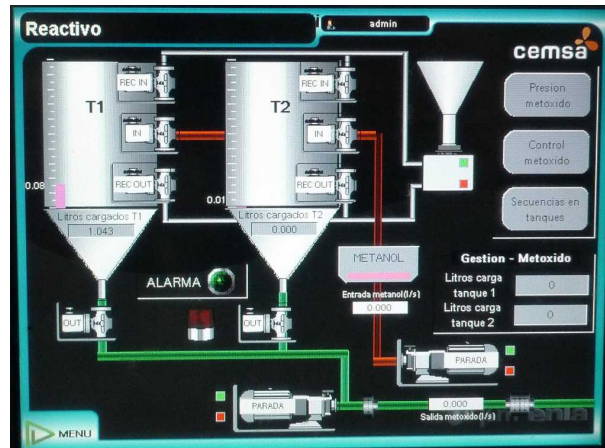 Reactivo
admin
cemsa
REC IN
T1
IN
REC OUT
0.08
Litros cargados T1
1.043
REC IN
T2
IN
REC OUT
0.01
Litros cargados T2
0.000
Presion
metoxido
Control
metoxido
Secuencias en
tanques
METANOL
Entrada metanol(l/s)
0.000
Gestion - Metoxido
Litros carga
tanque 1
0
Litros carga
tanque 2
0
ALARMA
OUT
OUT
PARADA
PARADA
0,000
Salida metoxido(l/s)
MENU